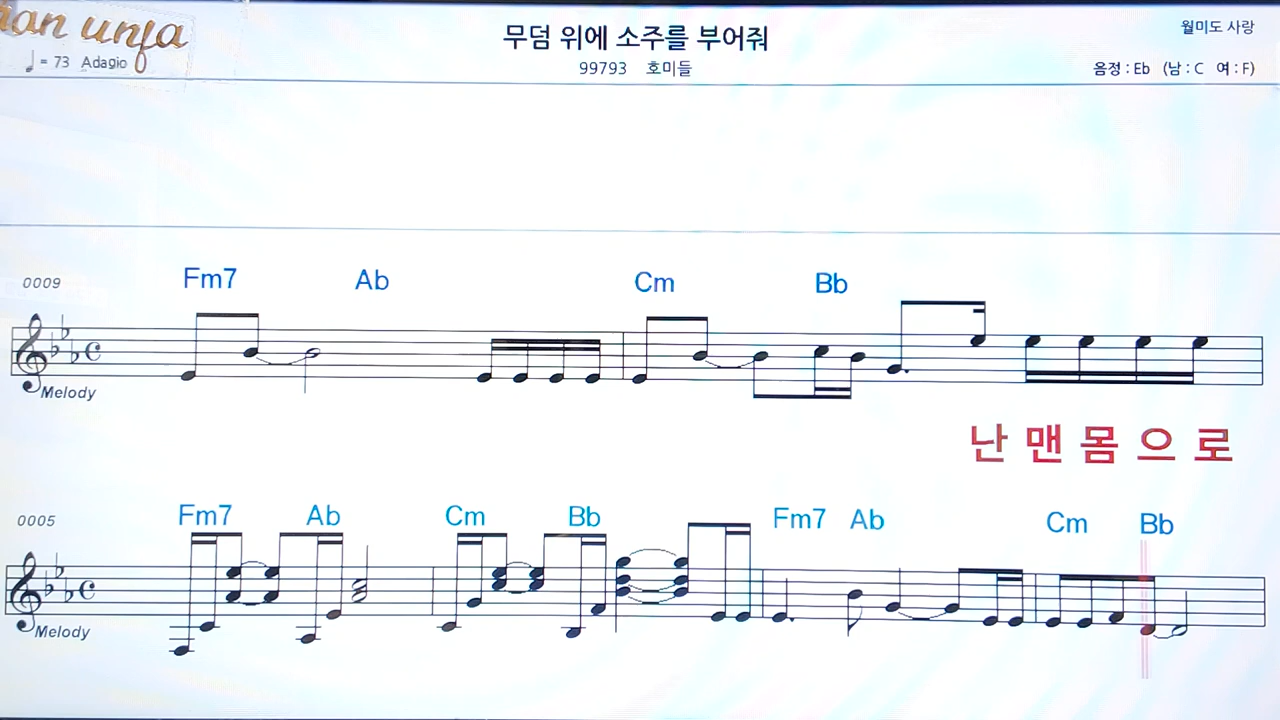 무덤 위에 소주를 부어줘
월미도 사랑
= 73 Adagio
99793 호미들
음정 : Eb (남 : C 여 : F)
0009 Fm7 Ab Cm Bb
Melody
난 맨 몸 으 로
0005 Fm7 Ab Cm Bb Fm7 Ab Cm Bb
Melody